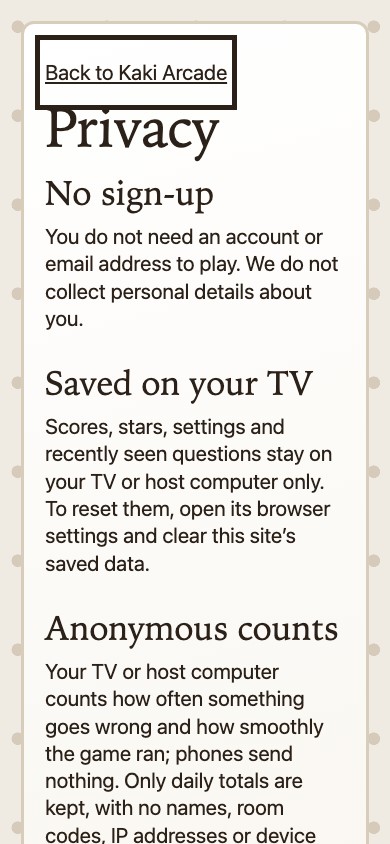 Back to Kaki Arcade
Privacy
No sign-up
You do not need an account or
email address to play. We do not
collect personal details about
you.
Saved on your TV
Scores, stars, settings and
recently seen questions stay on
your TV or host computer only.
To reset them, open its browser
settings and clear this site’s
saved data.
Anonymous counts
Your TV or host computer
counts how often something
goes wrong and how smoothly
the game ran; phones send
nothing. Only daily totals are
kept, with no names, room
codes, IP addresses or device